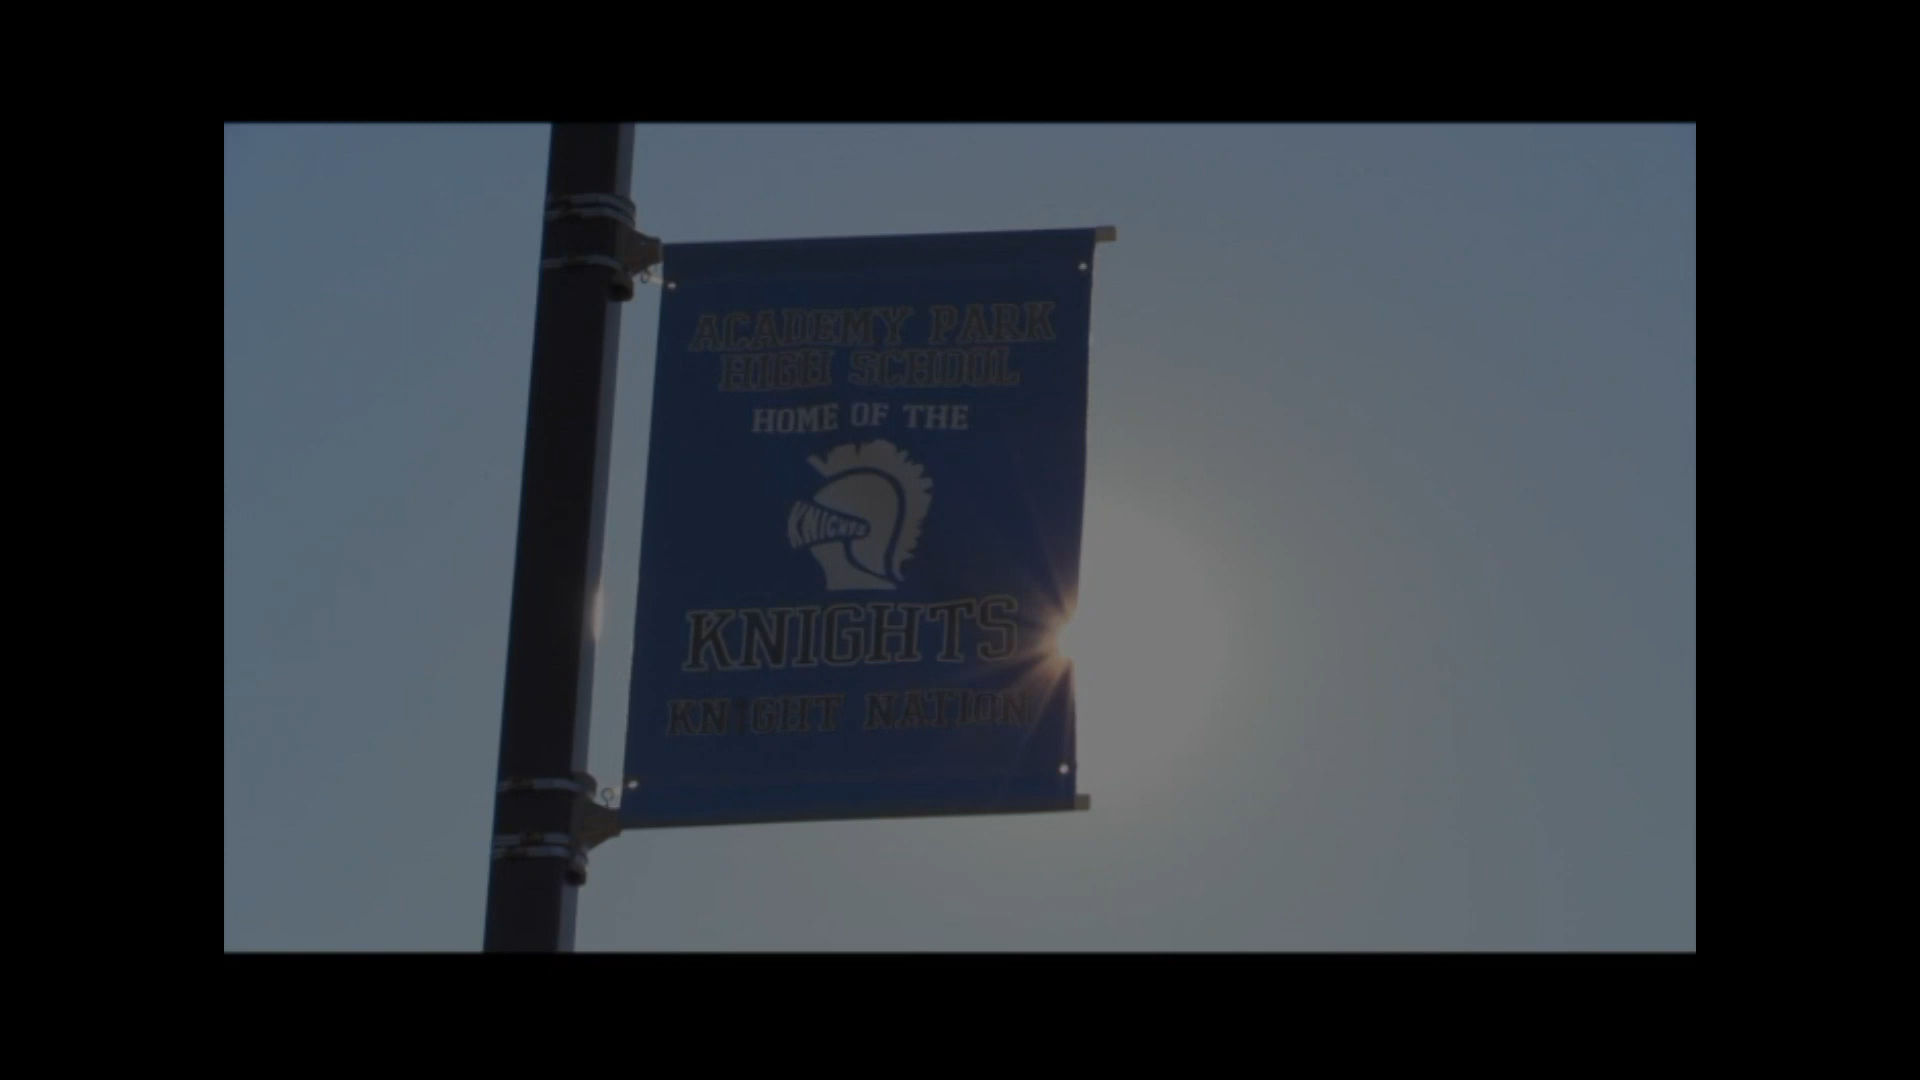 ACADEMY PARK
HIGH SCHOOL
HOME OF THE
KNIGHTS
KNIGHTS
KNIGHT NATION